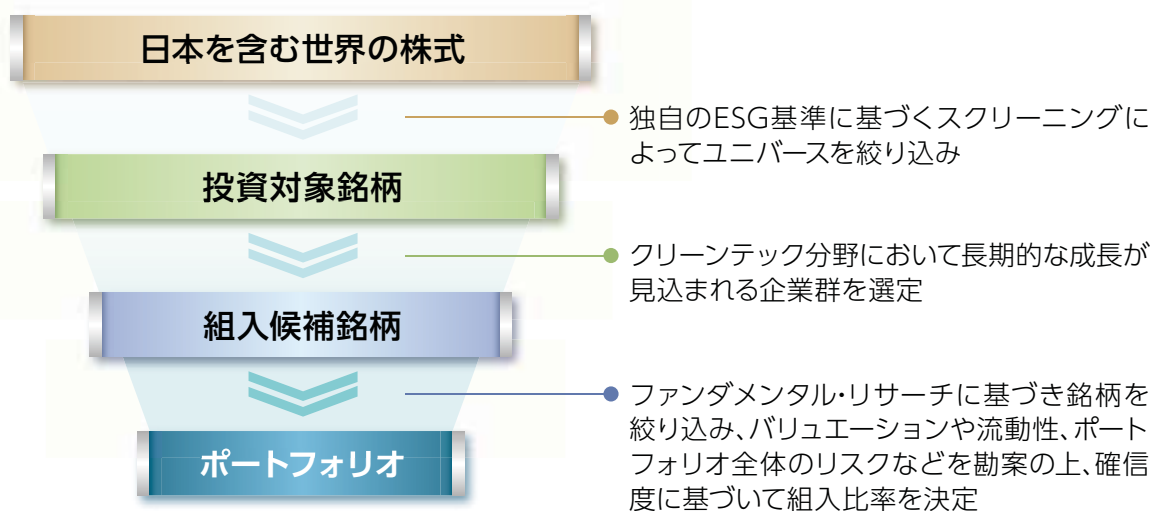 日本を含む世界の株式
独自のESG基準に基づくスクリーニングに
よってユニバースを絞り込み
投資対象銘柄
クリーンテック分野において長期的な成長が
見込まれる企業群を選定
組入候補銘柄
ファンダメンタル・リサーチに基づき銘柄を
絞り込み、バリュエーションや流動性、ポート
フォリオ全体のリスクなどを勘案の上、確信
度に基づいて組入比率を決定
ポートフォリオ